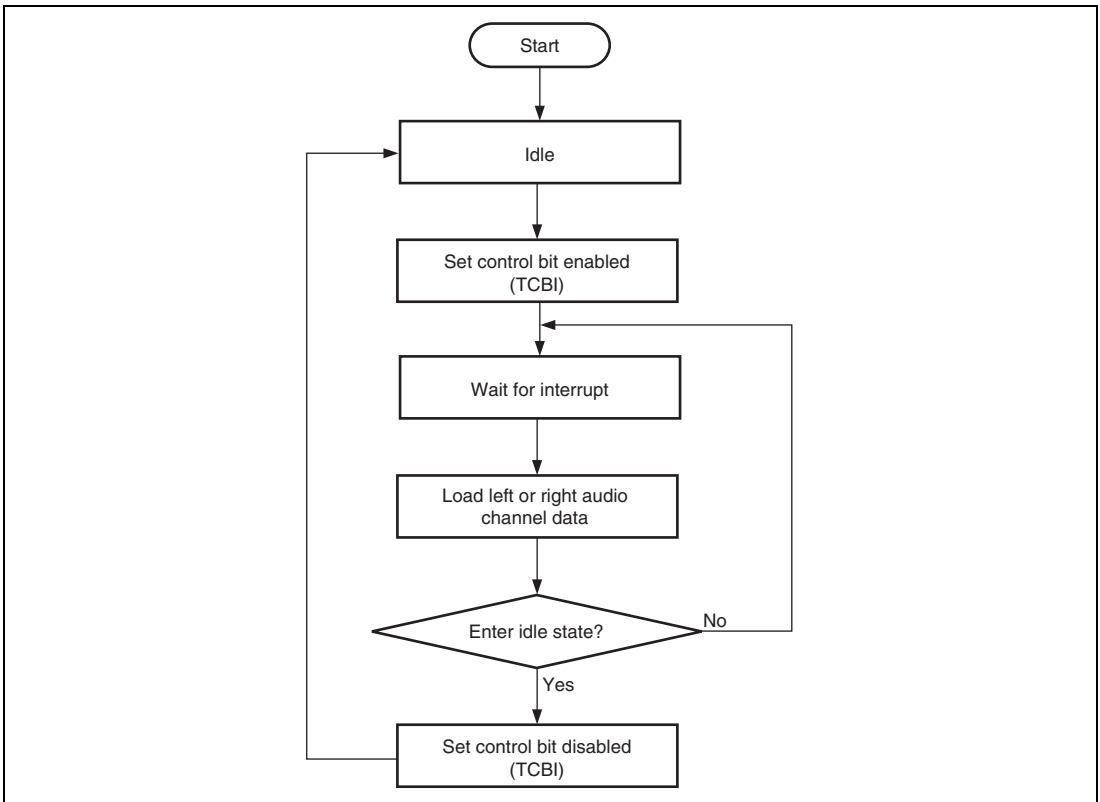 Start
Idle
Set control bit enabled
(TCBI)
Wait for interrupt
Load left or right audio
channel data
Enter idle state?
No
Yes
Set control bit disabled
(TCBI)